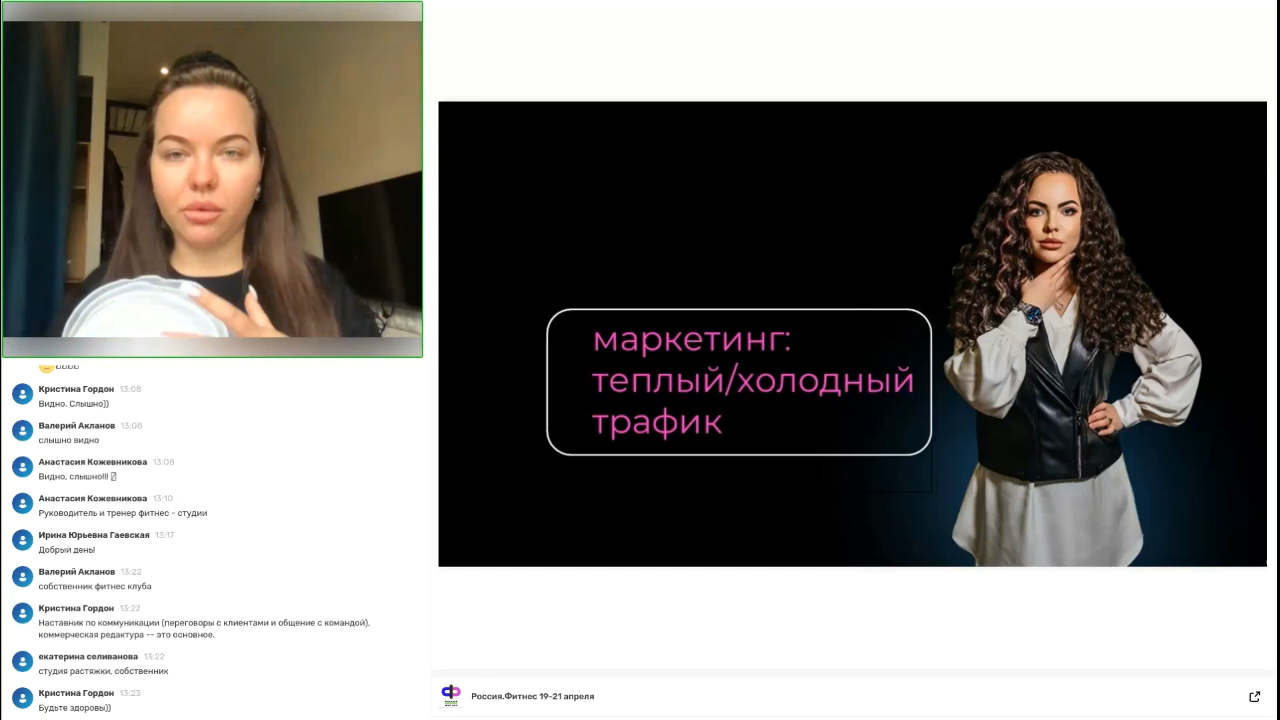 Кристина Гордон 13:08
Видно. Слышно))
Валерий Акланов 13:08
слышно видно
Анастасия Кожевникова 13:08
Видно, слышно!!!
Анастасия Кожевникова 13:10
Руководитель и тренер фитнес - студии
Ирина Юрьевна Гаевская 13:17
Добрый день!
Валерий Акланов 13:22
собственник фитнес клуба
Кристина Гордон 13:22
Наставник по коммуникации (переговоры с клиентами и общение с командой),
коммерческая редактура -- это основное.
екатерина селиванова 13:22
студия растяжки, собственник
Кристина Гордон 13:23
Будьте здоровы))
маркетинг:
теплый/холодный
трафик
Россия.Фитнес 19-21 апреля